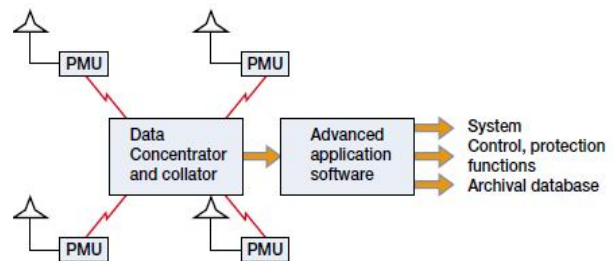 PMU
PMU
Data
Concentrator
and collator
Advanced
application
software
System
Control, protection
functions
Archival database
PMU
PMU